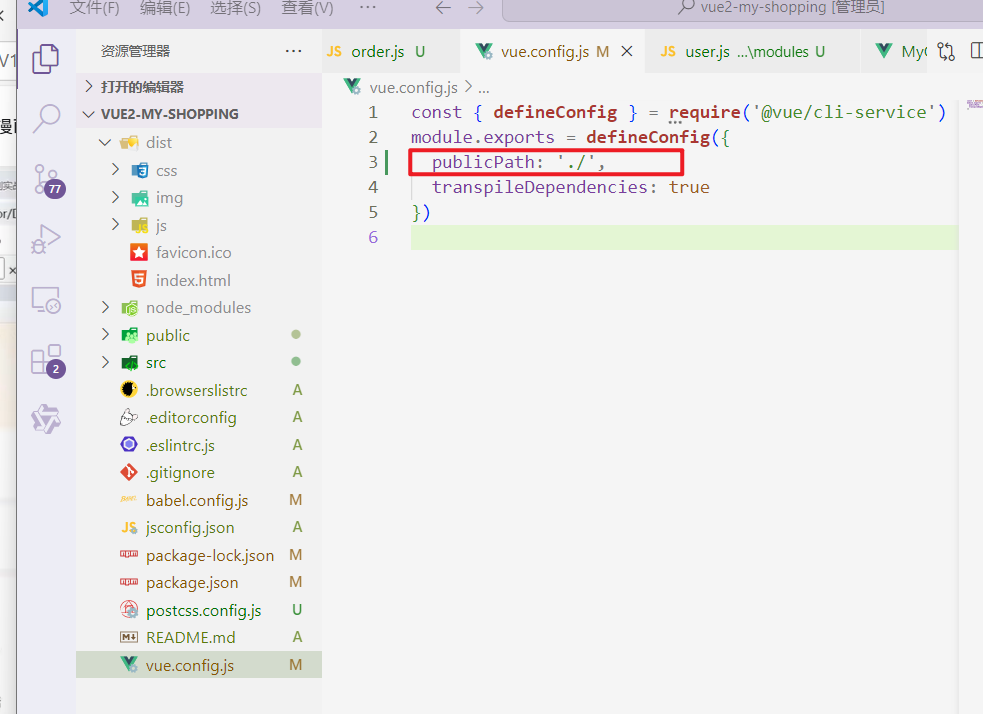 文件(F) 编辑(E) 选择(S) 查看(V) ··· vue2-my-shopping [管理员]
资源管理器 ···
JS order.js U
vue.config.js M
JS user.js ...\modules U
打开的编辑器
VUE2-MY-SHOPPING
dist
css
img
js
favicon.ico
index.html
node_modules
public
src
.browserslistrc A
.editorconfig A
.eslintrc.js A
.gitignore A
babel.config.js M
jsconfig.json A
package-lock.json M
package.json M
postcss.config.js U
README.md A
vue.config.js M
77
2
vue.config.js > ...
1 const { defineConfig } = require('@vue/cli-service')
2 module.exports = defineConfig({
3 publicPath: './',
4 transpileDependencies: true
5 })
6